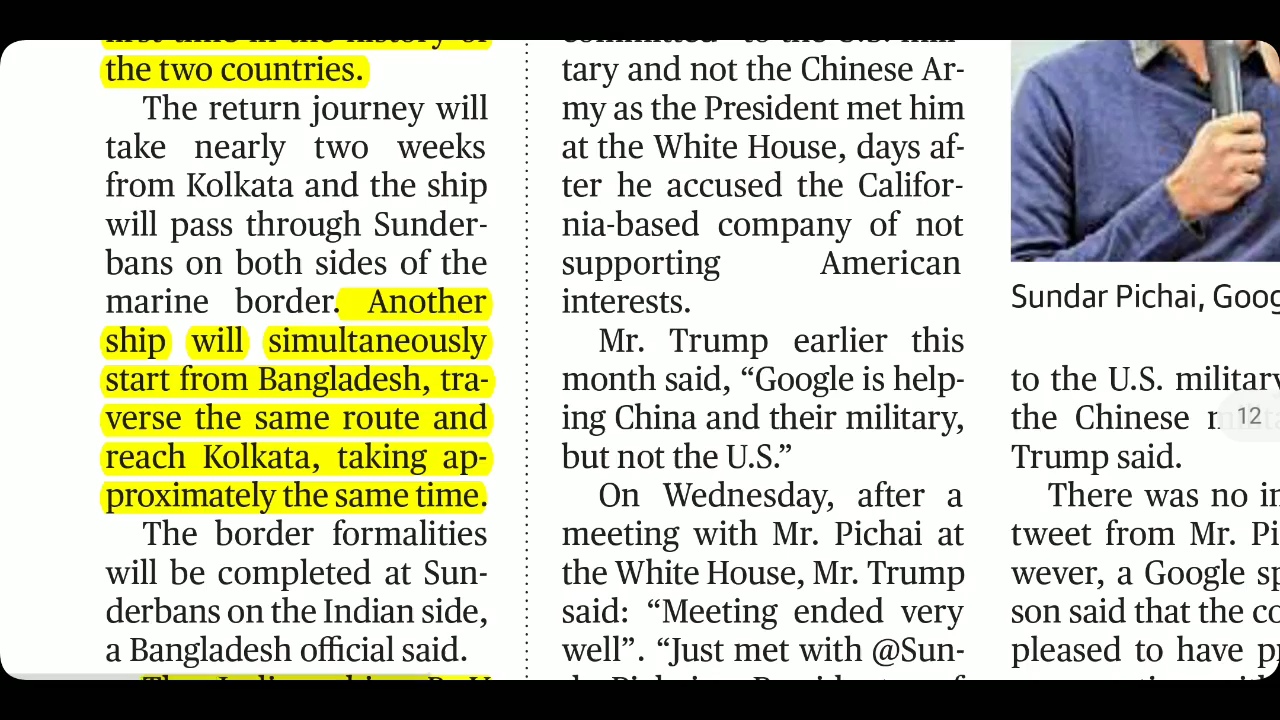 first time in the history of
the two countries.
The return journey will
take nearly two weeks
from Kolkata and the ship
will pass through Sunder-
bans on both sides of the
marine border. Another
ship will simultaneously
start from Bangladesh, tra-
verse the same route and
reach Kolkata, taking ap-
proximately the same time.
The border formalities
will be completed at Sun-
derbans on the Indian side,
a Bangladesh official said.
tary and not the Chinese Ar-
my as the President met him
at the White House, days af-
ter he accused the Califor-
nia-based company of not
supporting American
interests.
Mr. Trump earlier this
month said, “Google is help-
ing China and their military,
but not the U.S.”
On Wednesday, after a
meeting with Mr. Pichai at
the White House, Mr. Trump
said: “Meeting ended very
well”. “Just met with @Sun-
Sundar Pichai, Goog
to the U.S. military
the Chinese
12
Trump said.
There was no in
tweet from Mr. Pi
wever, a Google sp
son said that the co
pleased to have pr